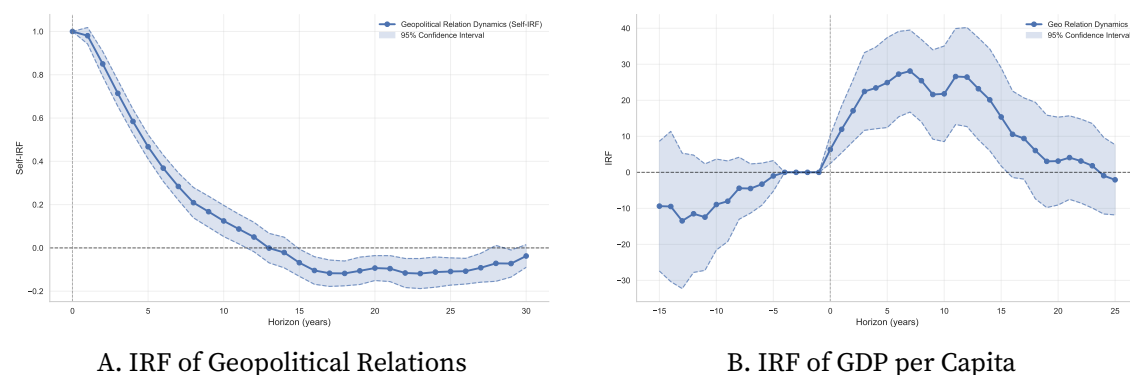 Geopolitical Relation Dynamics (Self-IRF)
95% Confidence Interval
Self-IRF
1.0
0.8
0.6
0.4
0.2
0.0
−0.2
0 5 10 15 20 25 30
Horizon (years)
A. IRF of Geopolitical Relations
Geo Relation Dynamics
95% Confidence Interval
IRF
40
30
20
10
0
−10
−20
−30
−15 −10 −5 0 5 10 15 20 25
Horizon (years)
B. IRF of GDP per Capita